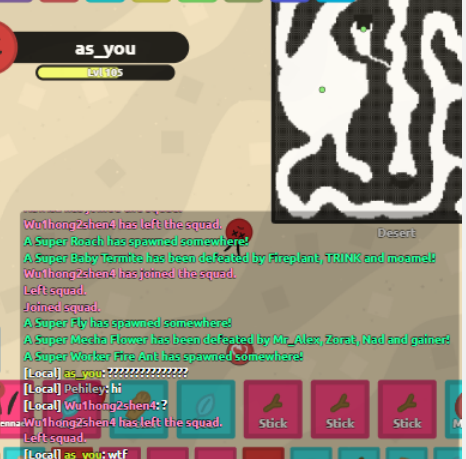 as_you
Lvl 105
Desert
Wu1hong2shen4 has left the squad.
A Super Roach has spawned somewhere!
A Super Baby Termite has been defeated by Fireplant, TRINK and moamel!
Wu1hong2shen4 has joined the squad.
Left squad.
Joined squad.
A Super Fly has spawned somewhere!
A Super Mecha Flower has been defeated by Mr_Alex, Zorat, Nad and gainer!
A Super Worker Fire Ant has spawned somewhere!
[Local] as_you: ???????????????
[Local] Pehiley: hi
[Local] Wu1hong2shen4: ?
Wu1hong2shen4 has left the squad.
Left squad.
[Local] as_you: wtf
Stick
Stick
Stick